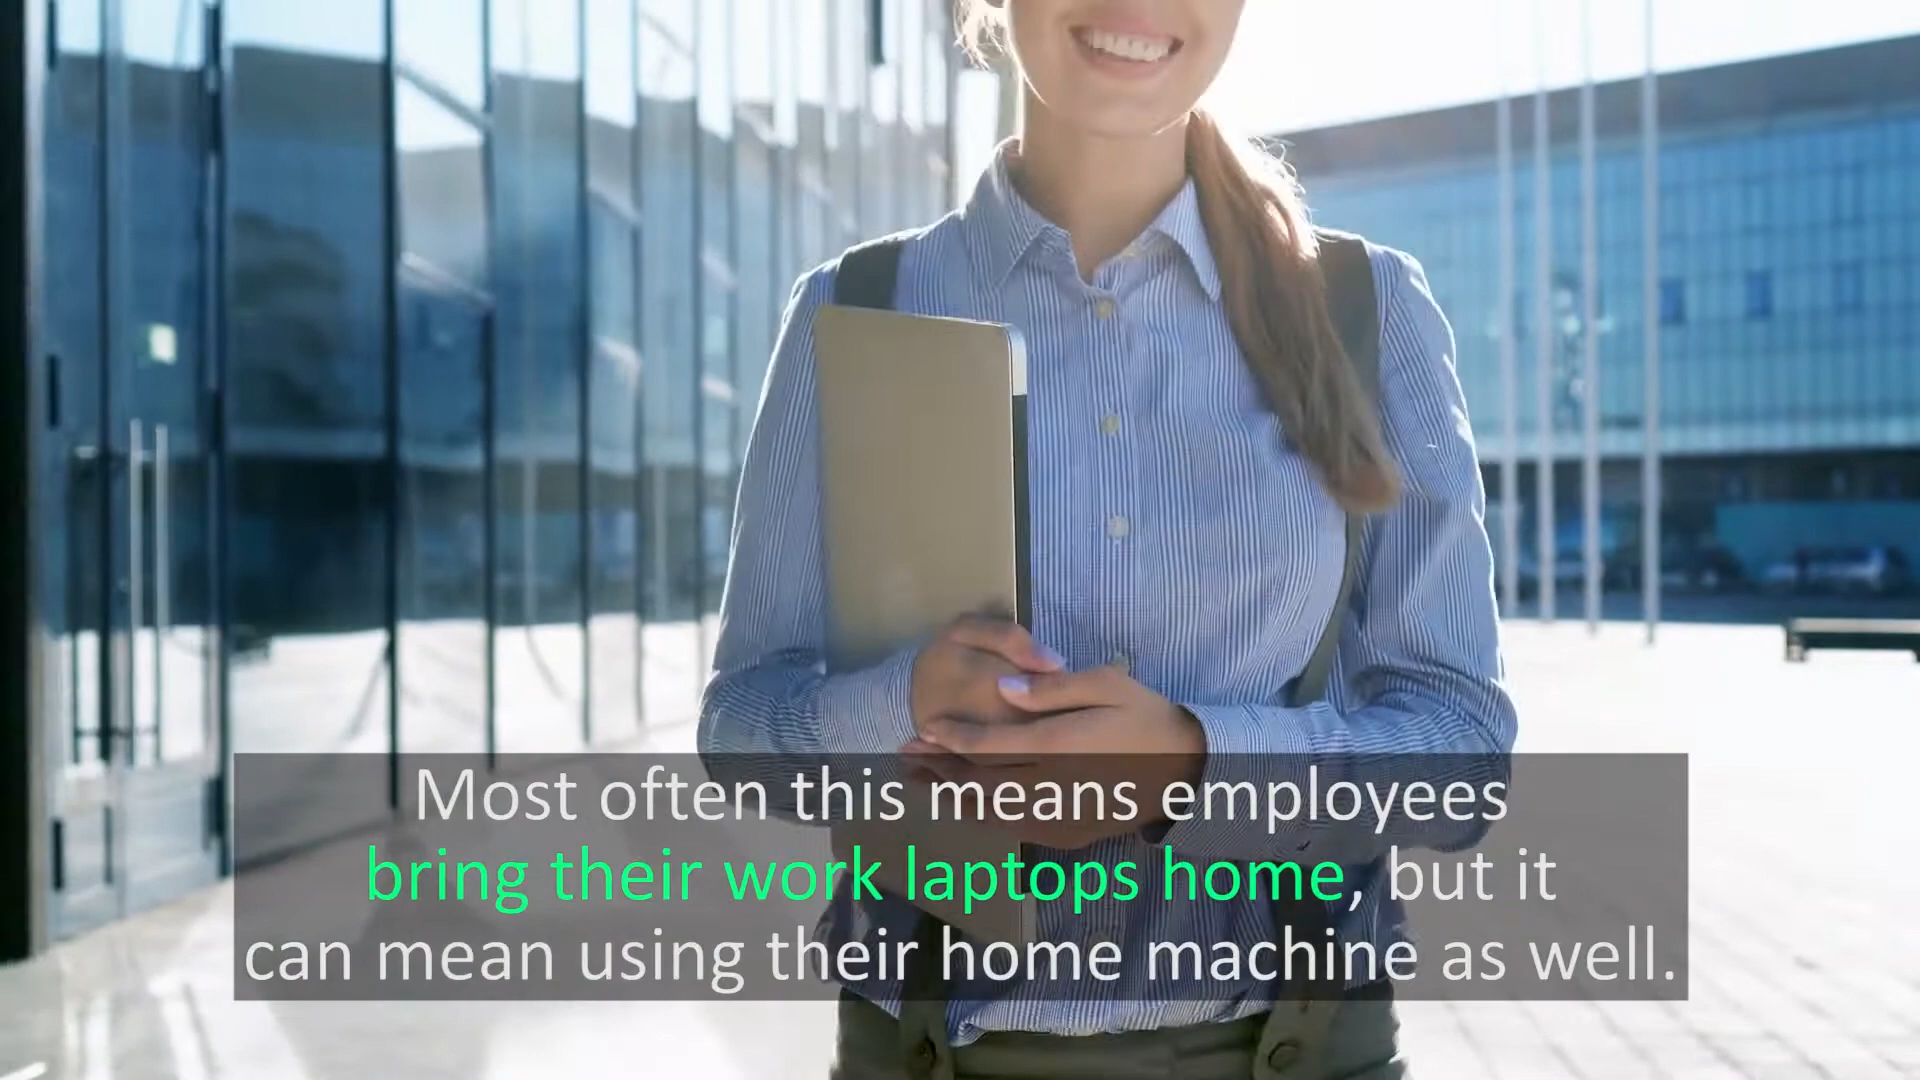 Most often this means employees
bring their work laptops home, but it
can mean using their home machine as well.